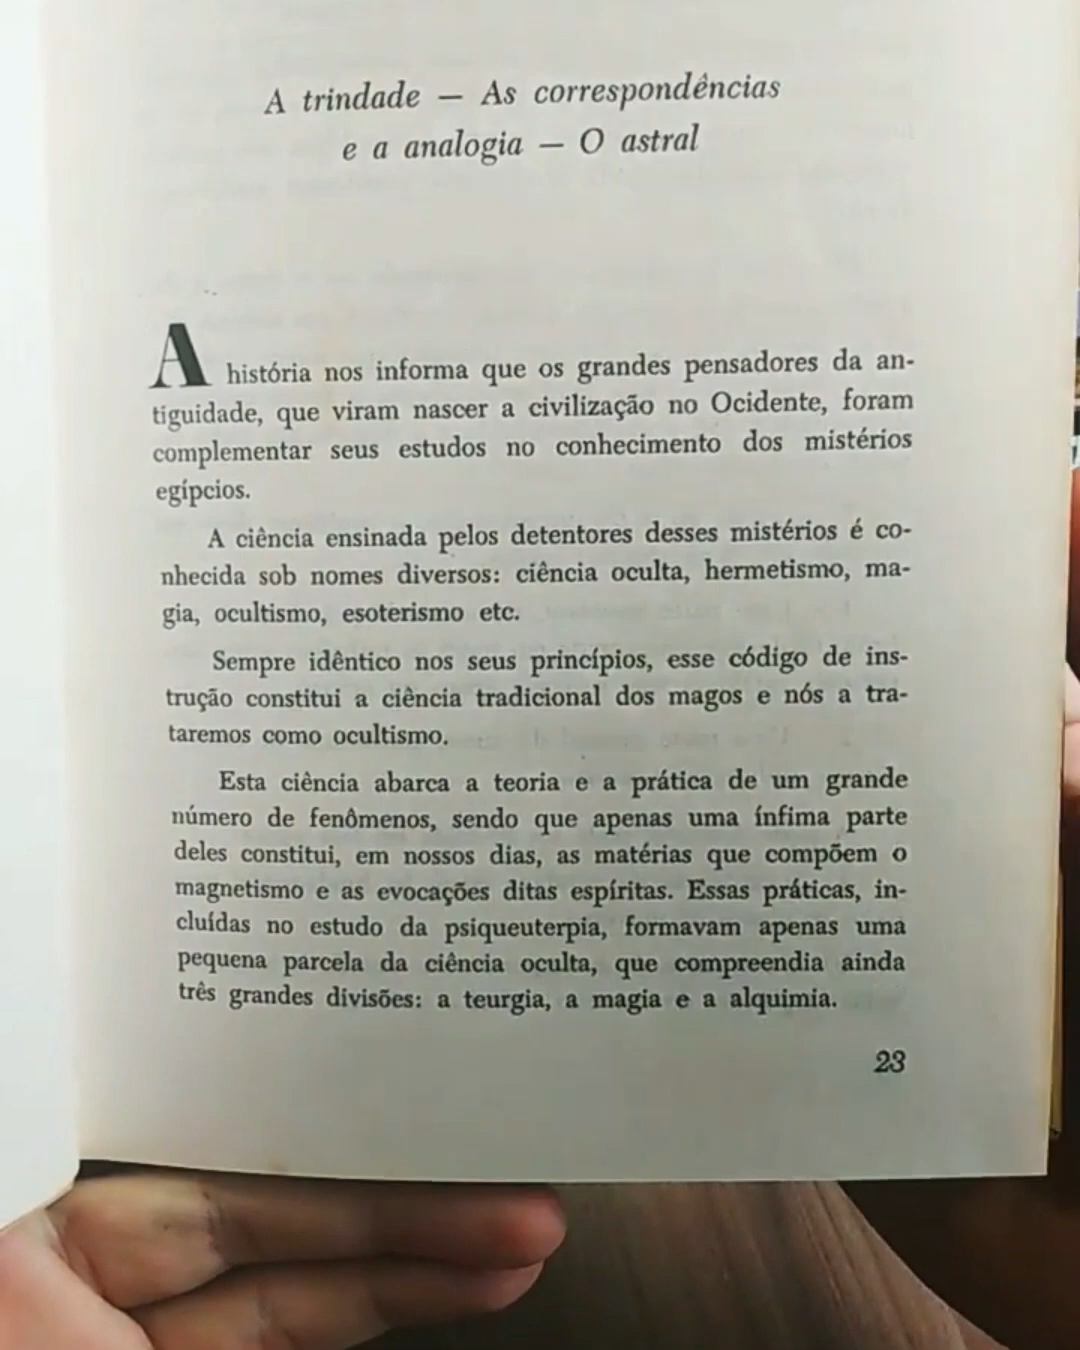 A trindade — As correspondências
e a analogia — O astral
A história nos informa que os grandes pensadores da an-
tiguidade, que viram nascer a civilização no Ocidente, foram
complementar seus estudos no conhecimento dos mistérios
egípcios.
A ciência ensinada pelos detentores desses mistérios é co-
nhecida sob nomes diversos: ciência oculta, hermetismo, ma-
gia, ocultismo, esoterismo etc.
Sempre idêntico nos seus princípios, esse código de ins-
trução constitui a ciência tradicional dos magos e nós a tra-
taremos como ocultismo.
Esta ciência abarca a teoria e a prática de um grande
número de fenômenos, sendo que apenas uma ínfima parte
deles constitui, em nossos dias, as matérias que compõem o
magnetismo e as evocações ditas espíritas. Essas práticas, in-
cluídas no estudo da psiqueuterpia, formavam apenas uma
pequena parcela da ciência oculta, que compreendia ainda
três grandes divisões: a teurgia, a magia e a alquimia.
23